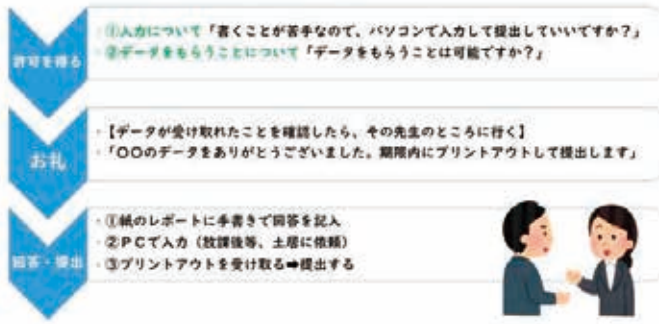 許可を得る
・①入力について「書くことが苦手なので、パソコンで入力して提出していいですか？」
・②データをもらうことについて「データをもらうことは可能ですか？」
お礼
・【データが受け取れたことを確認したら、その先生のところに行く】
・「〇〇のデータをありがとうございました。期限内にプリントアウトして提出します」
回答・提出
・①紙のレポートに手書きで回答を記入
・②ＰＣで入力（放課後等、土居に依頼）
・③プリントアウトを受け取る➡提出する